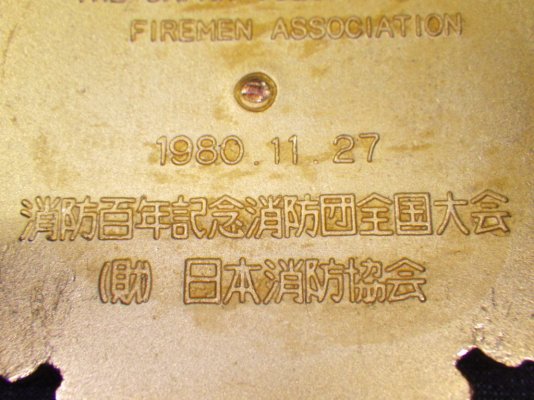 THE
FIREMEN ASSOCIATION
1980.11.27
消防百年記念消防団全国大会
(財) 日本消防協会